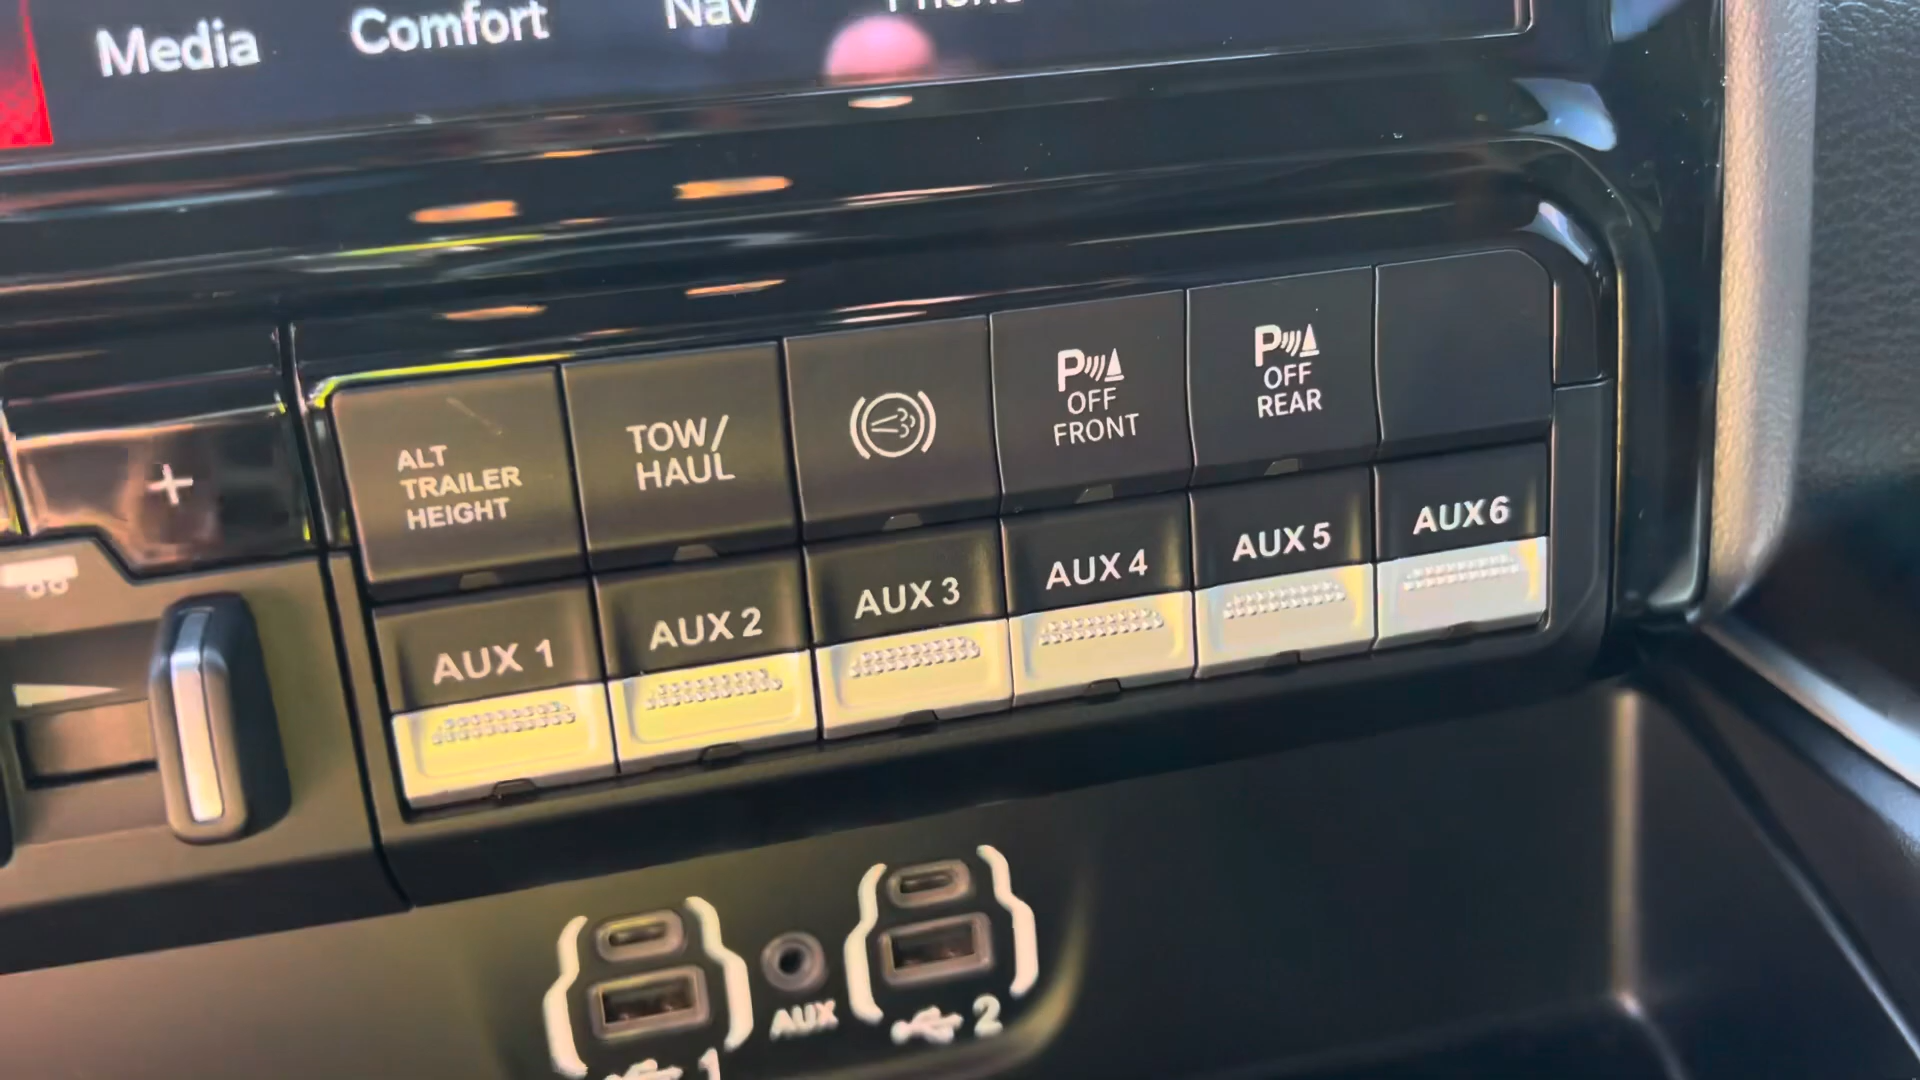 Media
Comfort
Nav
Phone
+
ALT
TRAILER
HEIGHT
TOW/
HAUL
P
OFF
FRONT
P
OFF
REAR
AUX 1
AUX 2
AUX 3
AUX 4
AUX 5
AUX 6
AUX
1
2